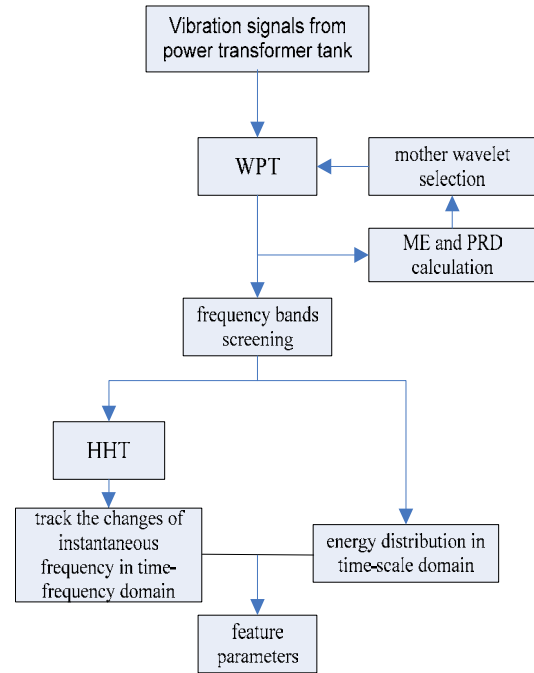 Vibration signals from
power transformer tank
WPT
mother wavelet
selection
ME and PRD
calculation
frequency bands
screening
HHT
track the changes of
instantaneous
frequency in time-
frequency domain
energy distribution in
time-scale domain
feature
parameters